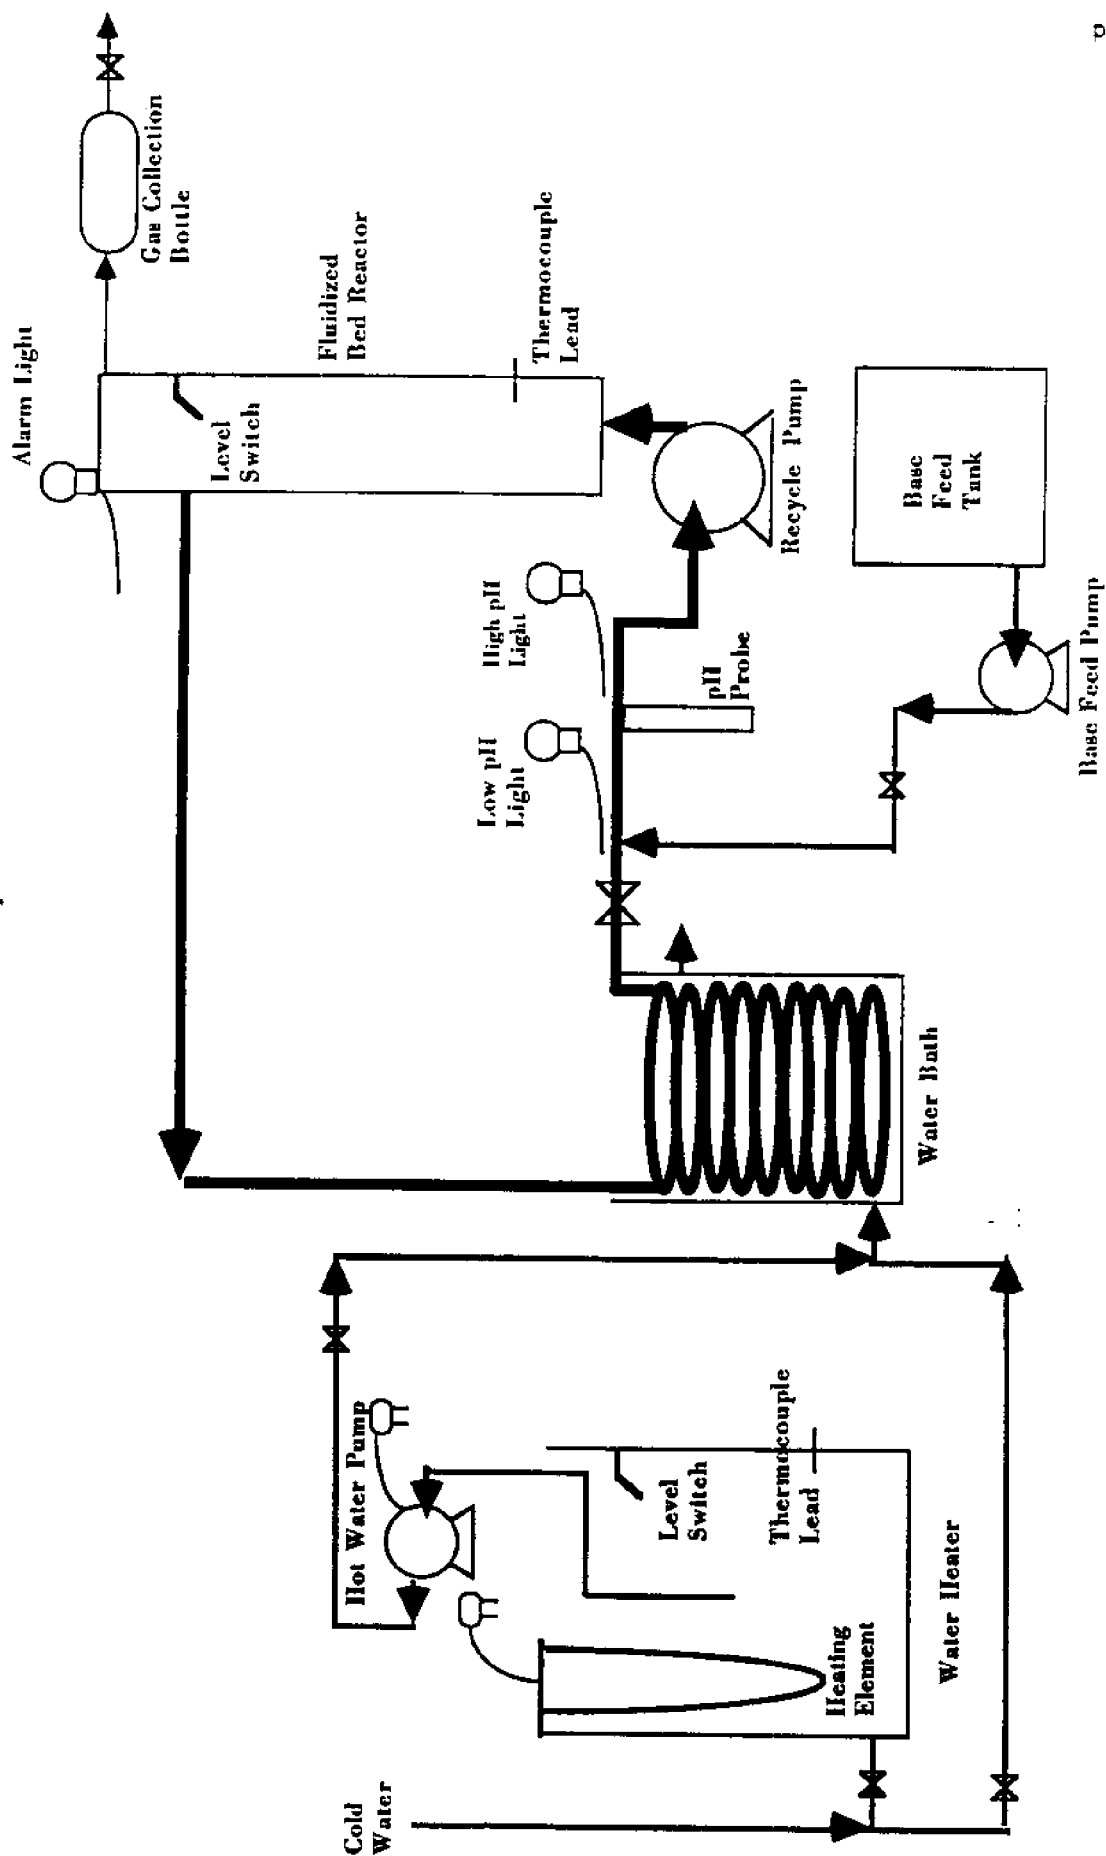 Cold
Water
Hot Water Pump
Heating
Element
Water Heater
Level
Switch
Thermocouple
Lead
Water Bath
Low pH
Light
High pH
Light
pH
Probe
Base Feed Pump
Base
Feed
Tank
Recycle Pump
Alarm Light
Level
Switch
Fluidized
Bed Reactor
Thermocouple
Lead
Gas Collection
Bottle